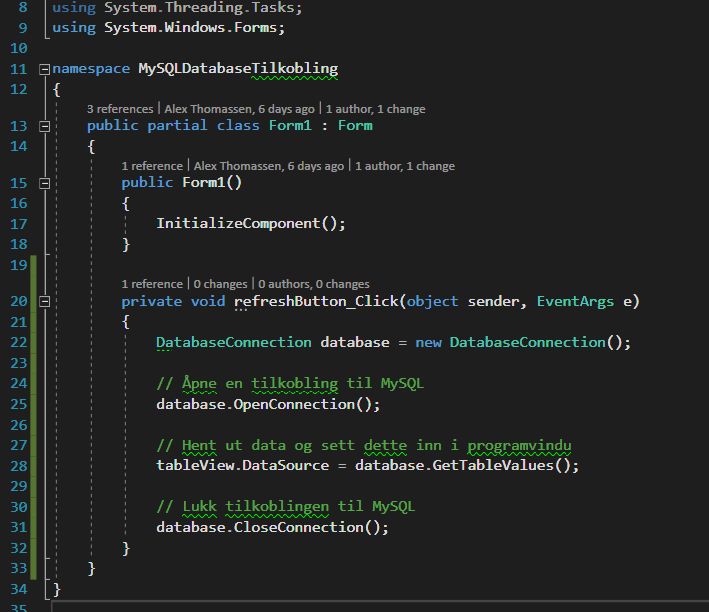 8 using System.Threading.Tasks;
9 using System.Windows.Forms;
10
11 namespace MySQLDatabaseTilkobling
12 {
3 references | Alex Thomassen, 6 days ago | 1 author, 1 change
13 public partial class Form1 : Form
14 {
1 reference | Alex Thomassen, 6 days ago | 1 author, 1 change
15 public Form1()
16 {
17 InitializeComponent();
18 }
19
1 reference | 0 changes | 0 authors, 0 changes
20 private void refreshButton_Click(object sender, EventArgs e)
21 {
22 DatabaseConnection database = new DatabaseConnection();
23
24 // Åpne en tilkobling til MySQL
25 database.OpenConnection();
26
27 // Hent ut data og sett dette inn i programvindu
28 tableView.DataSource = database.GetTableValues();
29
30 // Lukk tilkoblingen til MySQL
31 database.CloseConnection();
32 }
33 }
34 }
35